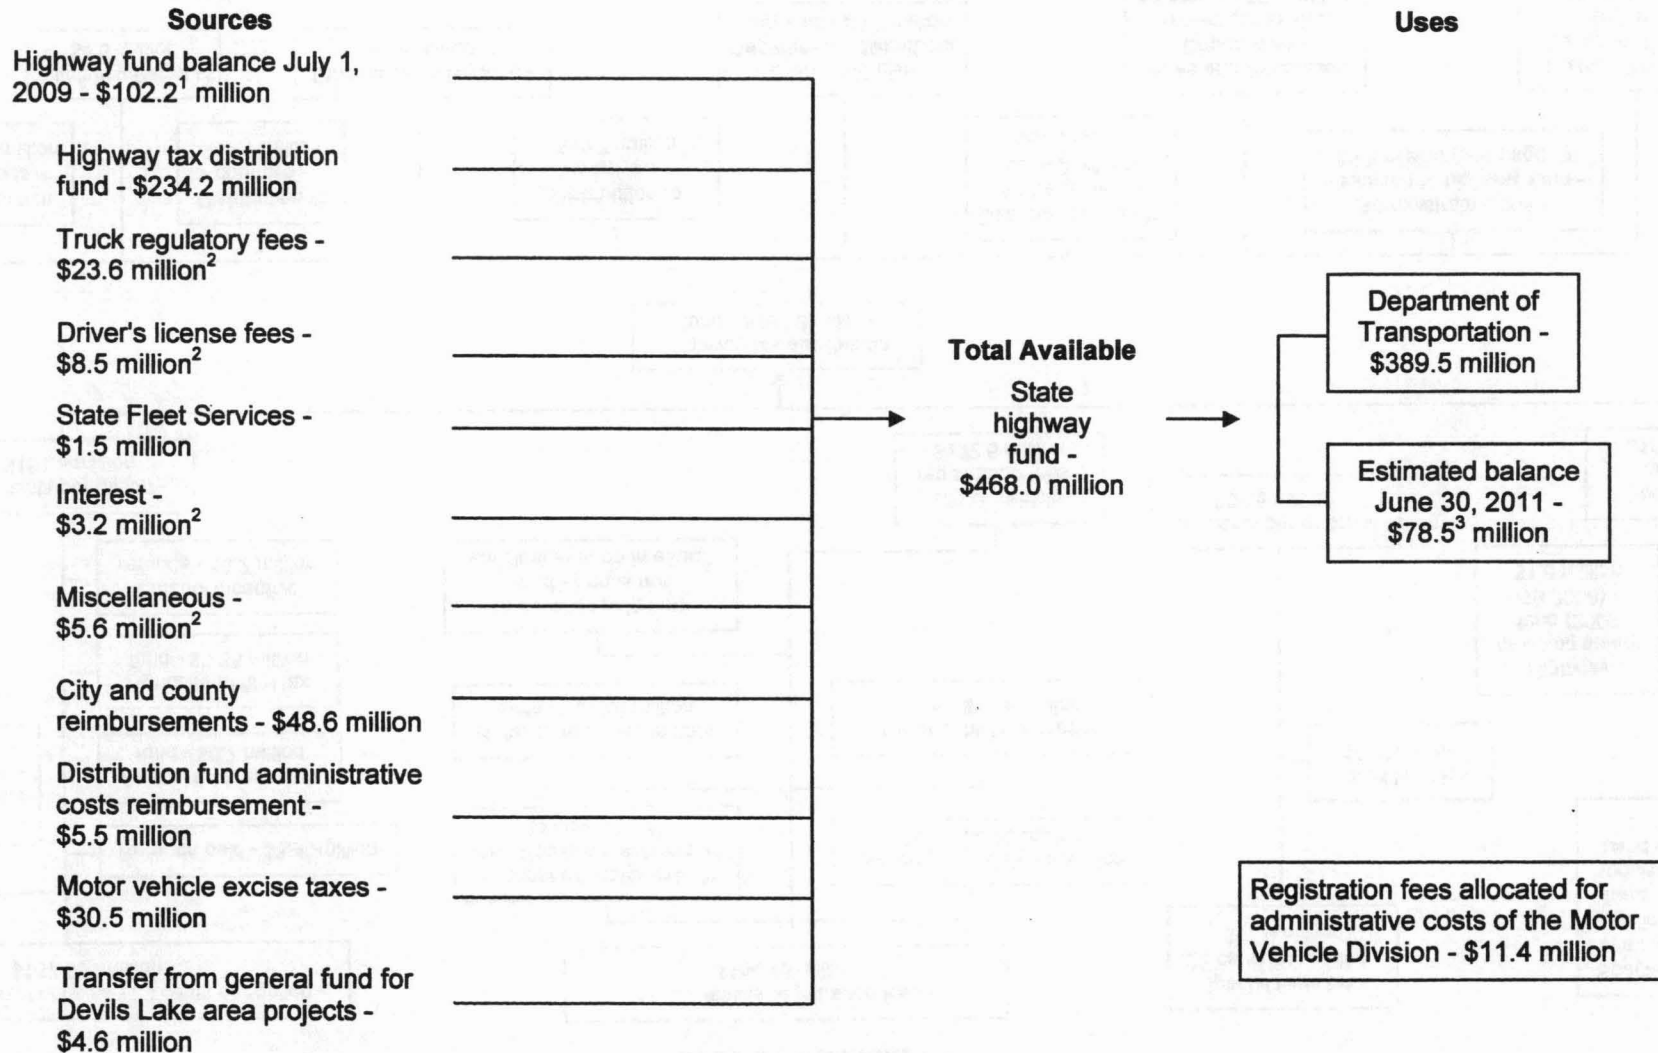 Sources
Highway fund balance July 1,
2009 - $102.2¹ million
Highway tax distribution
fund - $234.2 million
Truck regulatory fees -
$23.6 million²
Driver's license fees -
$8.5 million²
State Fleet Services -
$1.5 million
Interest -
$3.2 million²
Miscellaneous -
$5.6 million²
City and county
reimbursements - $48.6 million
Distribution fund administrative
costs reimbursement -
$5.5 million
Motor vehicle excise taxes -
$30.5 million
Transfer from general fund for
Devils Lake area projects -
$4.6 million
Total Available
State
highway
fund -
$468.0 million
Uses
Department of
Transportation -
$389.5 million
Estimated balance
June 30, 2011 -
$78.5³ million
Registration fees allocated for
administrative costs of the Motor
Vehicle Division - $11.4 million